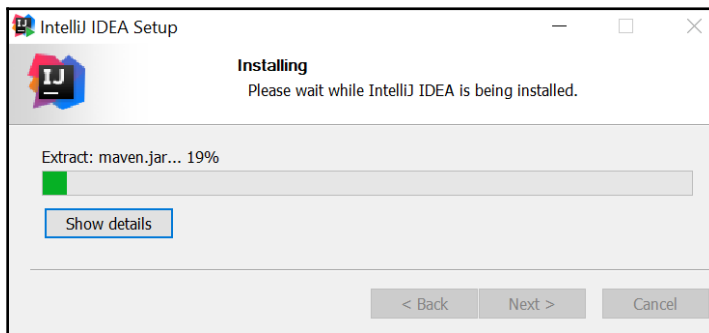 IntelliJ IDEA Setup
IJ
Installing
Please wait while IntelliJ IDEA is being installed.
Extract: maven.jar... 19%
Show details
< Back
Next >
Cancel